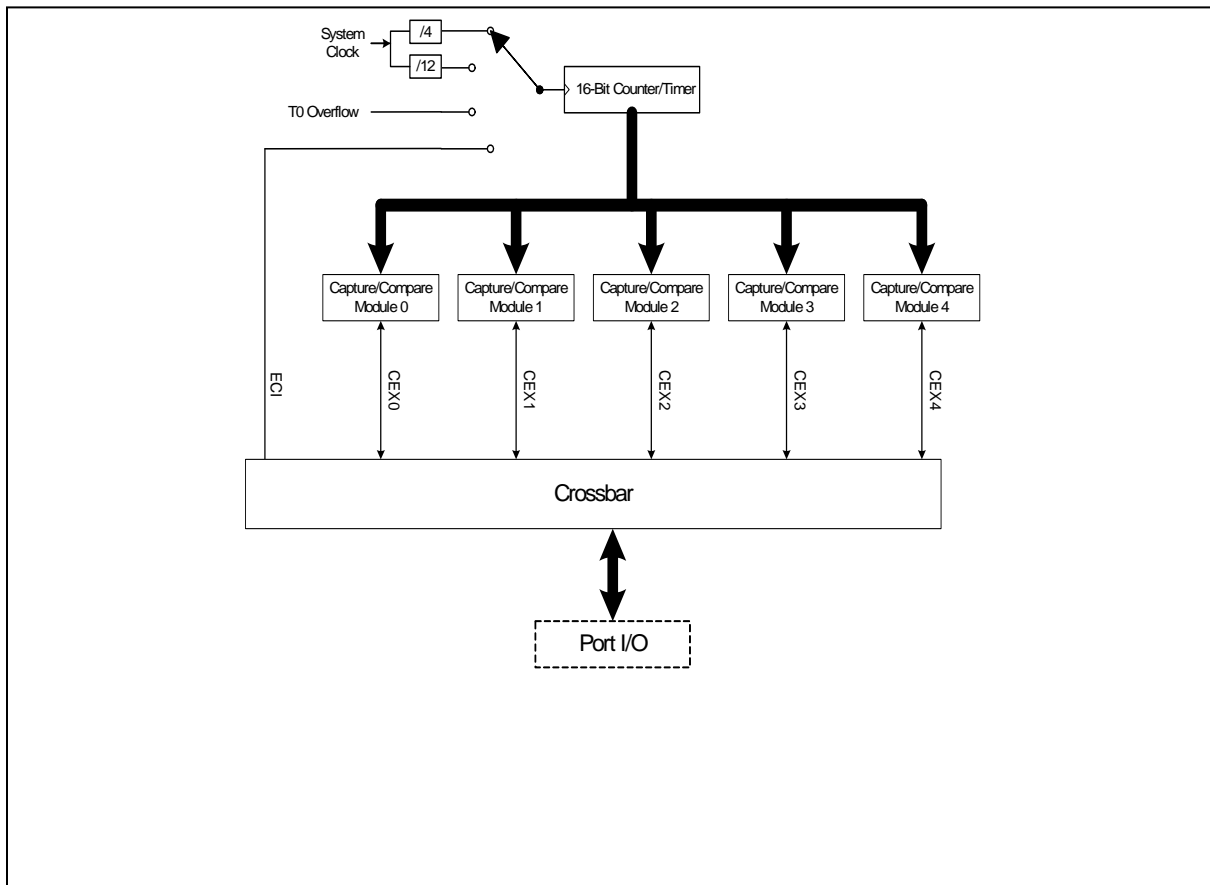 System
Clock
/4
/12
16-Bit Counter/Timer
T0 Overflow
Capture/Compare
Module 0
Capture/Compare
Module 1
Capture/Compare
Module 2
Capture/Compare
Module 3
Capture/Compare
Module 4
ECI
CEX0
CEX1
CEX2
CEX3
CEX4
Crossbar
Port I/O